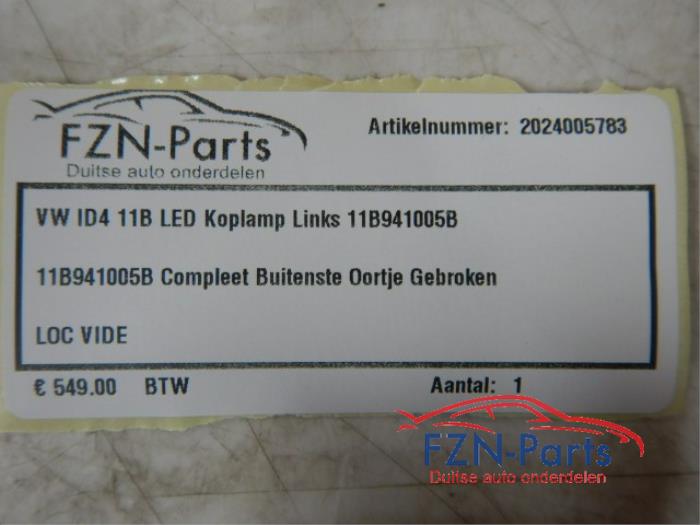 FZN-Parts
Duitse auto onderdelen
Artikelnummer: 2024005783
VW ID4 11B LED Koplamp Links 11B941005B
11B941005B Compleet Buitenste Oortje Gebroken
LOC VIDE
€ 549.00 BTW
Aantal: 1
FZN-Parts
Duitse auto onderdelen